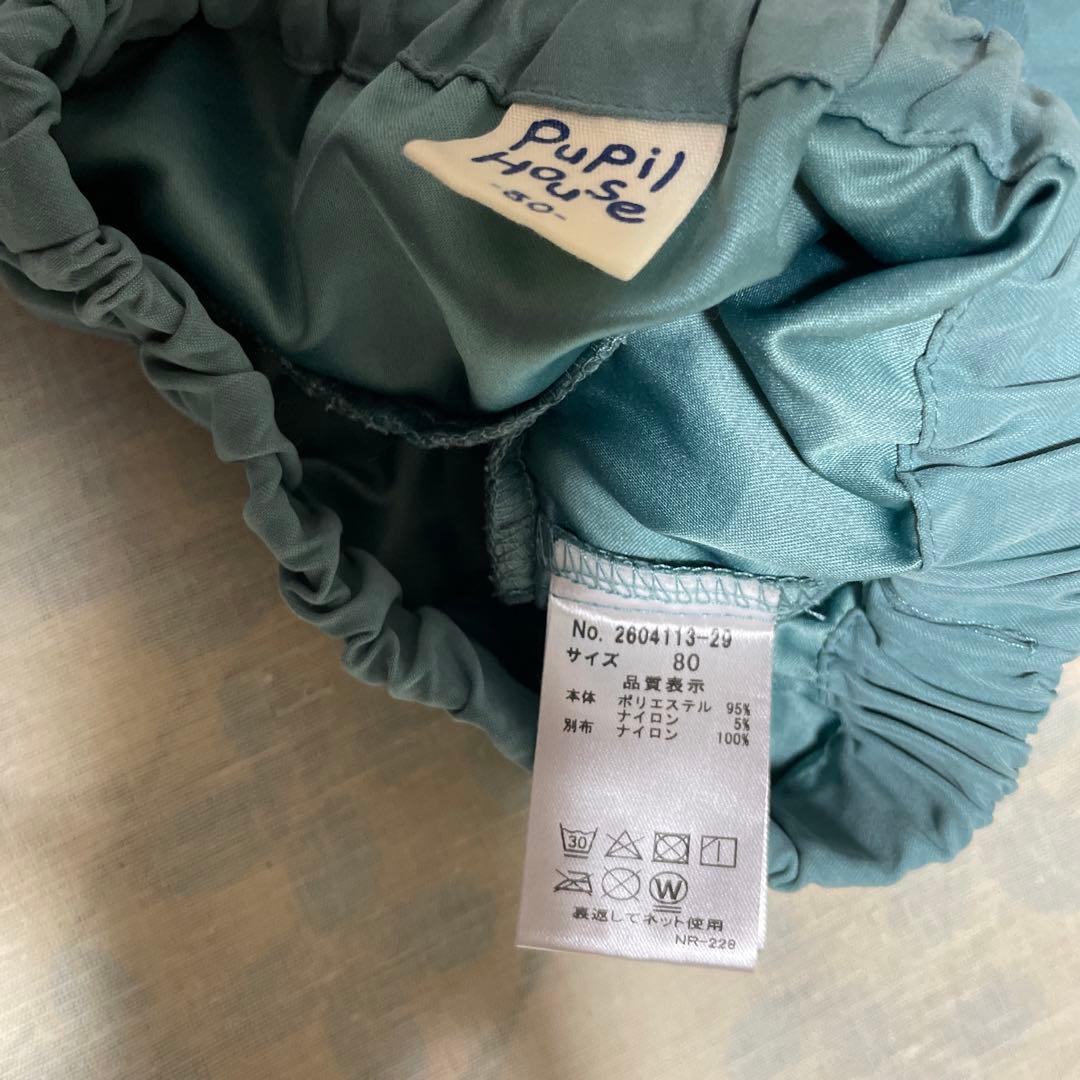 PUPil
House
-80-
No. 2604113-29
サイズ 80
品質表示
本体 ポリエステル 95%
ナイロン 5%
別布 ナイロン 100%
30
W
裏返してネット使用
NR-228